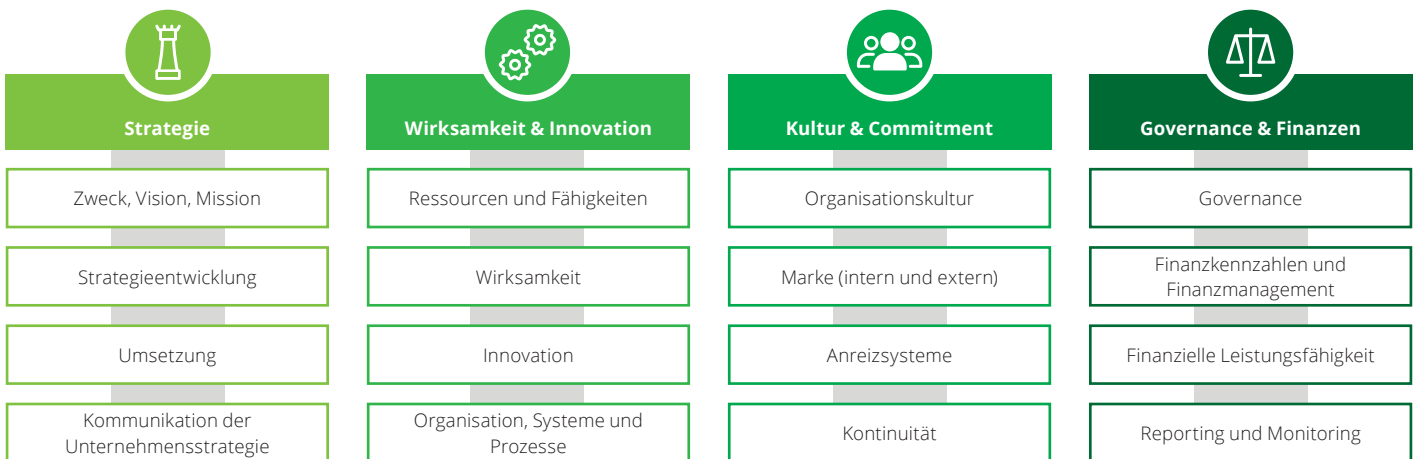 Strategie
Zweck, Vision, Mission
Strategieentwicklung
Umsetzung
Kommunikation der
Unternehmensstrategie
Wirksamkeit & Innovation
Ressourcen und Fähigkeiten
Wirksamkeit
Innovation
Organisation, Systeme und
Prozesse
Kultur & Commitment
Organisationskultur
Marke (intern und extern)
Anreizsysteme
Kontinuität
Governance & Finanzen
Governance
Finanzkennzahlen und
Finanzmanagement
Finanzielle Leistungsfähigkeit
Reporting und Monitoring